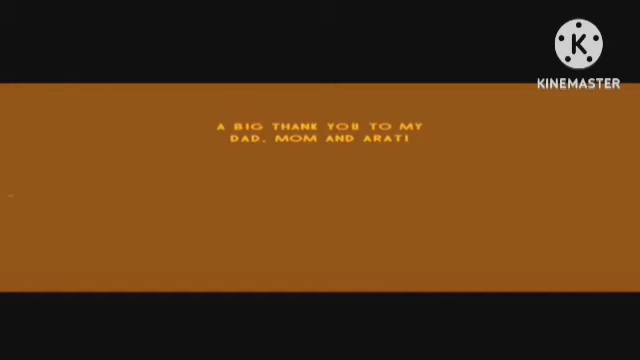 K
KINEMASTER
A BIG THANK YOU TO MY
DAD, MOM AND ARATI